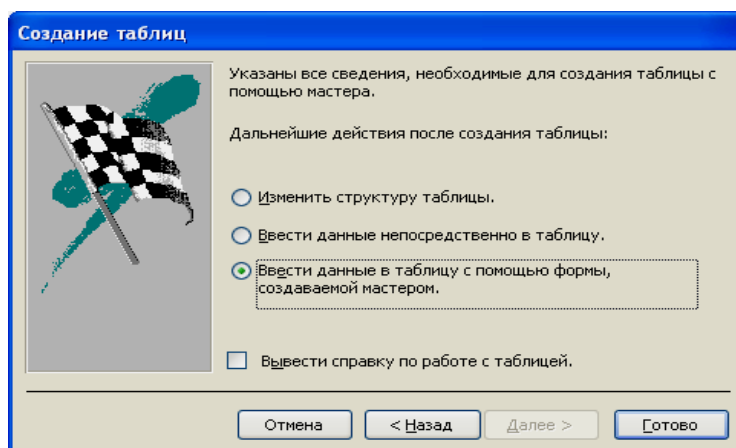 Создание таблиц
Указаны все сведения, необходимые для создания таблицы с
помощью мастера.
Дальнейшие действия после создания таблицы:
Изменить структуру таблицы.
Ввести данные непосредственно в таблицу.
Ввести данные в таблицу с помощью формы,
создаваемой мастером.
Вывести справку по работе с таблицей.
Отмена
< Назад
Далее >
Готово